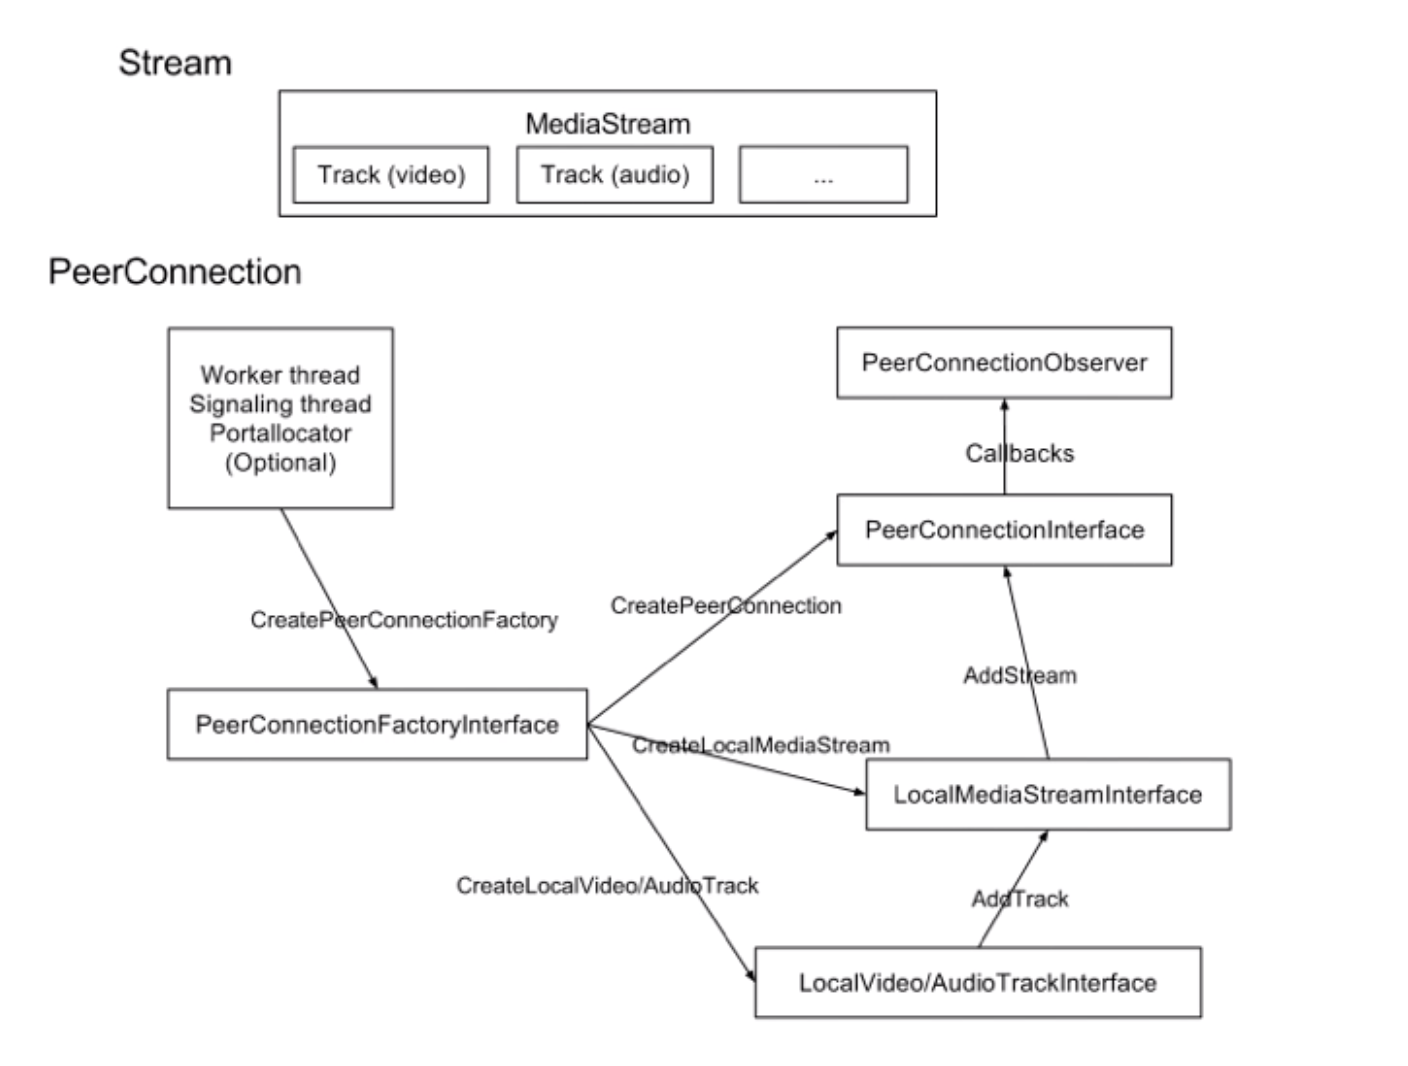 Stream
MediaStream
Track (video)
Track (audio)
...
PeerConnection
Worker thread
Signaling thread
Portallocator
(Optional)
PeerConnectionObserver
Callbacks
PeerConnectionInterface
CreatePeerConnectionFactory
CreatePeerConnection
AddStream
PeerConnectionFactoryInterface
CreateLocalMediaStream
LocalMediaStreamInterface
CreateLocalVideo/AudioTrack
AddTrack
LocalVideo/AudioTrackInterface